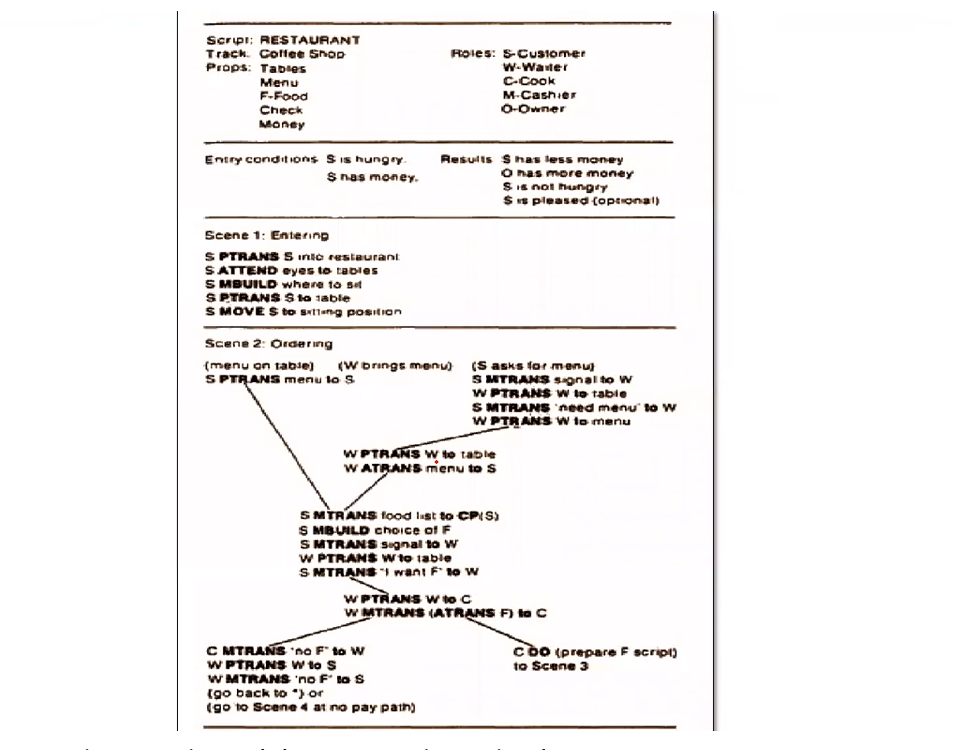 Script: RESTAURANT
Track: Coffee Shop
Props: Tables
Menu
F-Food
Check
Money
Roles: S-Customer
W-Waiter
C-Cook
M-Cashier
O-Owner
Entry conditions S is hungry.
S has money.
Results S has less money
O has more money
S is not hungry
S is pleased (optional)
Scene 1: Entering
S PTRANS S into restaurant
S ATTEND eyes to tables
S MBUILD where to sit
S PTRANS S to table
S MOVE S to sitting position
Scene 2: Ordering
(menu on table) (W brings menu) (S asks for menu)
S PTRANS menu to S
S MTRANS signal to W
W PTRANS W to table
S MTRANS 'need menu' to W
W PTRANS W to menu
W PTRANS W to table
W ATRANS menu to S
S MTRANS food list to CP(S)
S MBUILD choice of F
S MTRANS signal to W
W PTRANS W to table
S MTRANS 'I want F' to W
W PTRANS W to C
W MTRANS (ATRANS F) to C
C MTRANS 'no F' to W
W PTRANS W to S
W MTRANS 'no F' to S
(go back to *) or
(go to Scene 4 at no pay path)
C DO (prepare F script)
to Scene 3